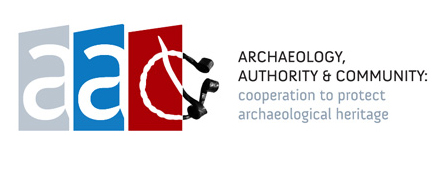 aac
ARCHAEOLOGY,
AUTHORITY & COMMUNITY:
cooperation to protect
archaeological heritage